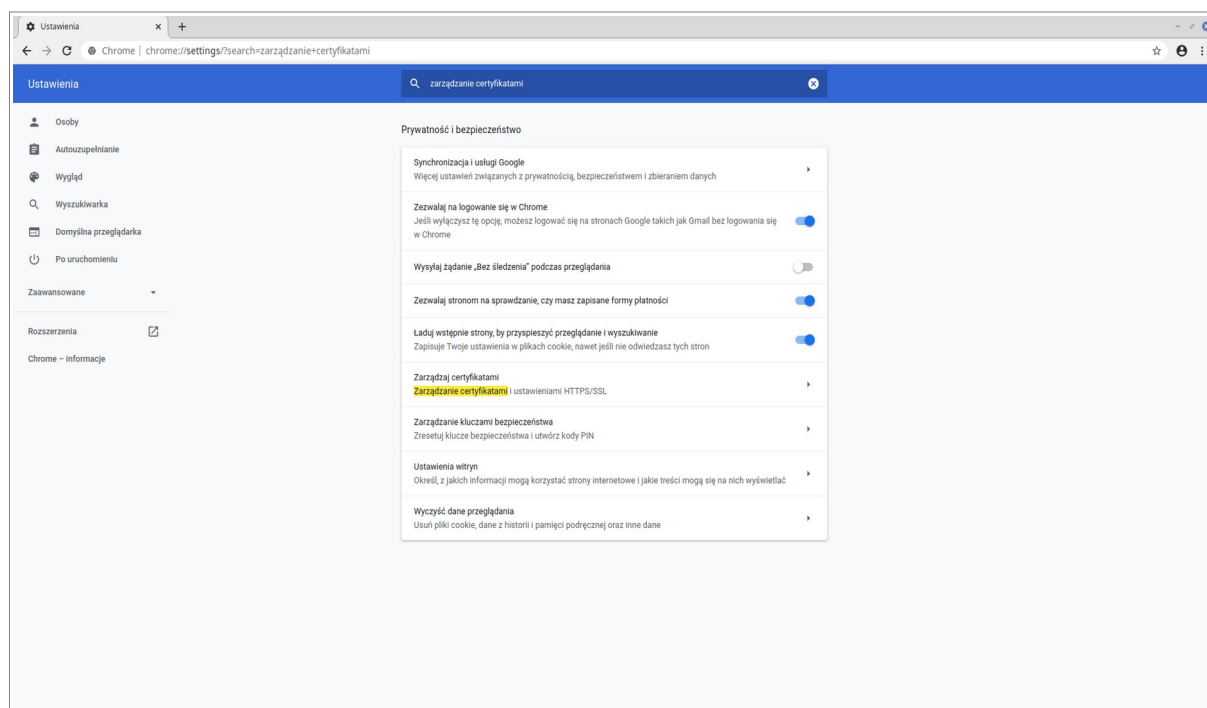 Ustawienia
Chrome | chrome://settings/?search=zarządzanie+certyfikatami
Ustawienia
zarządzanie certyfikatami
Osoby
Autouzupełnianie
Wygląd
Wyszukiwarka
Domyślna przeglądarka
Po uruchomieniu
Zaawansowane
Rozszerzenia
Chrome – informacje
Prywatność i bezpieczeństwo
Synchronizacja i usługi Google
Więcej ustawień związanych z prywatnością, bezpieczeństwem i zbieraniem danych
Zezwalaj na logowanie się w Chrome
Jeśli wyłączysz tę opcję, możesz logować się na stronach Google takich jak Gmail bez logowania się
w Chrome
Wysyłaj żądanie „Bez śledzenia” podczas przeglądania
Zezwalaj stronom na sprawdzanie, czy masz zapisane formy płatności
Ładuj wstępnie strony, by przyspieszyć przeglądanie i wyszukiwanie
Zapisuje Twoje ustawienia w plikach cookie, nawet jeśli nie odwiedzasz tych stron
Zarządzaj certyfikatami
Zarządzanie certyfikatami i ustawieniami HTTPS/SSL
Zarządzanie kluczami bezpieczeństwa
Zresetuj klucze bezpieczeństwa i utwórz kody PIN
Ustawienia witryn
Określ, z jakich informacji mogą korzystać strony internetowe i jakie treści mogą się na nich wyświetlać
Wyczyść dane przeglądania
Usuń pliki cookie, dane z historii i pamięci podręcznej oraz inne dane